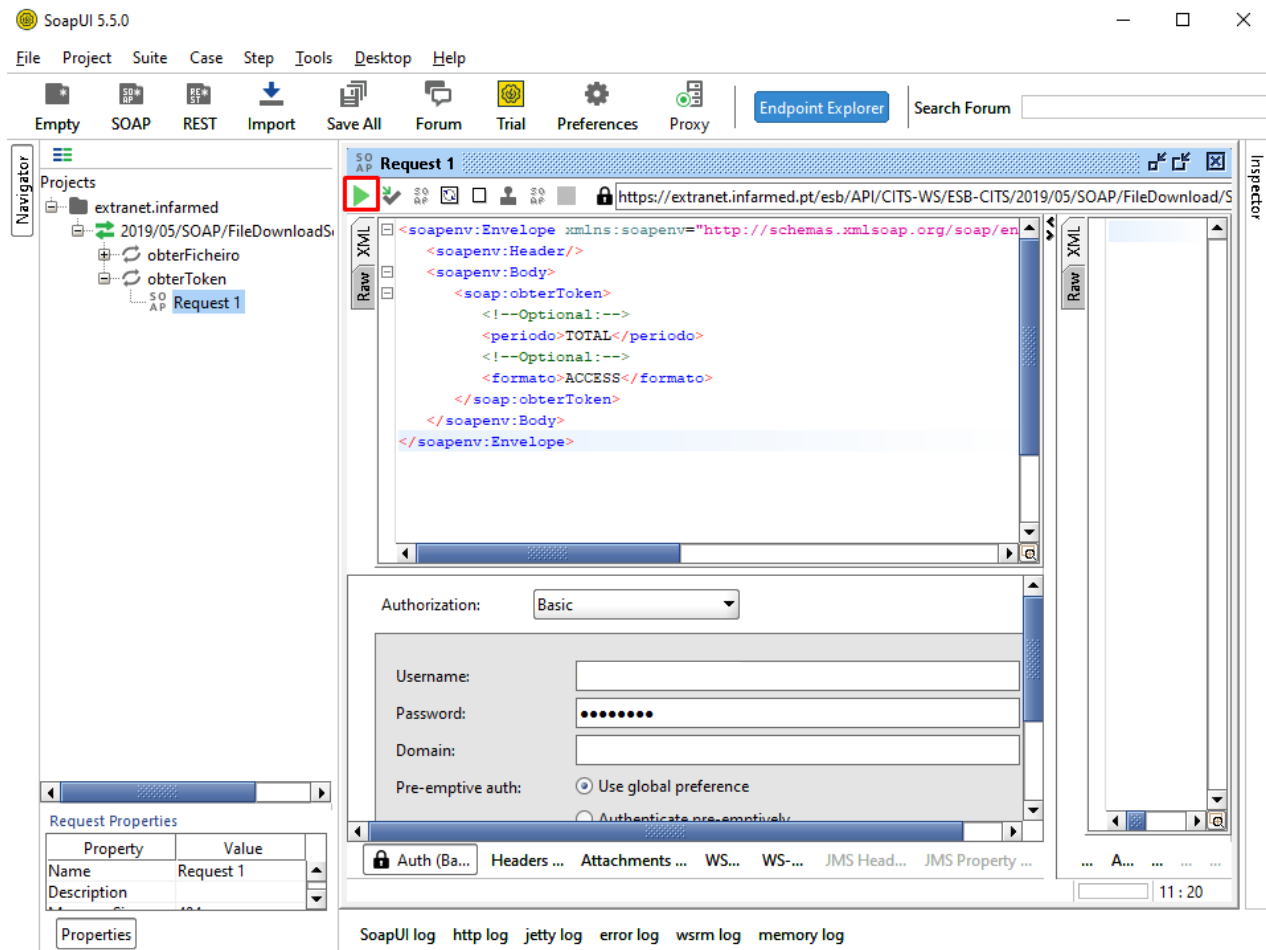 SoapUI 5.5.0
File Project Suite Case Step Tools Desktop Help
Empty SOAP REST Import Save All Forum Trial Preferences Proxy Endpoint Explorer Search Forum
Navigator
Projects
extranet.infarmed
2019/05/SOAP/FileDownloadS
obterFicheiro
obterToken
Request 1
Request 1
https://extranet.infarmed.pt/esb/API/CITS-WS/ESB-CITS/2019/05/SOAP/FileDownload/S
XML
Raw
<soapenv:Envelope xmlns:soapenv="http://schemas.xmlsoap.org/soap/en
<soapenv:Header/>
<soapenv:Body>
<soap:obterToken>
<!--Optional:-->
<periodo>TOTAL</periodo>
<!--Optional:-->
<formato>ACCESS</formato>
</soap:obterToken>
</soapenv:Body>
</soapenv:Envelope>
XML
Raw
Inspector
Authorization: Basic
Username:
Password: ●●●●●●●●
Domain:
Pre-emptive auth: Use global preference
Authenticate pre-emptively
Auth (Ba... Headers ... Attachments ... WS... WS-... JMS Head... JMS Property ...
... A... ... ... ...
11 : 20
Request Properties
Property Value
Name Request 1
Description
Properties
SoapUI log http log jetty log error log wsrm log memory log